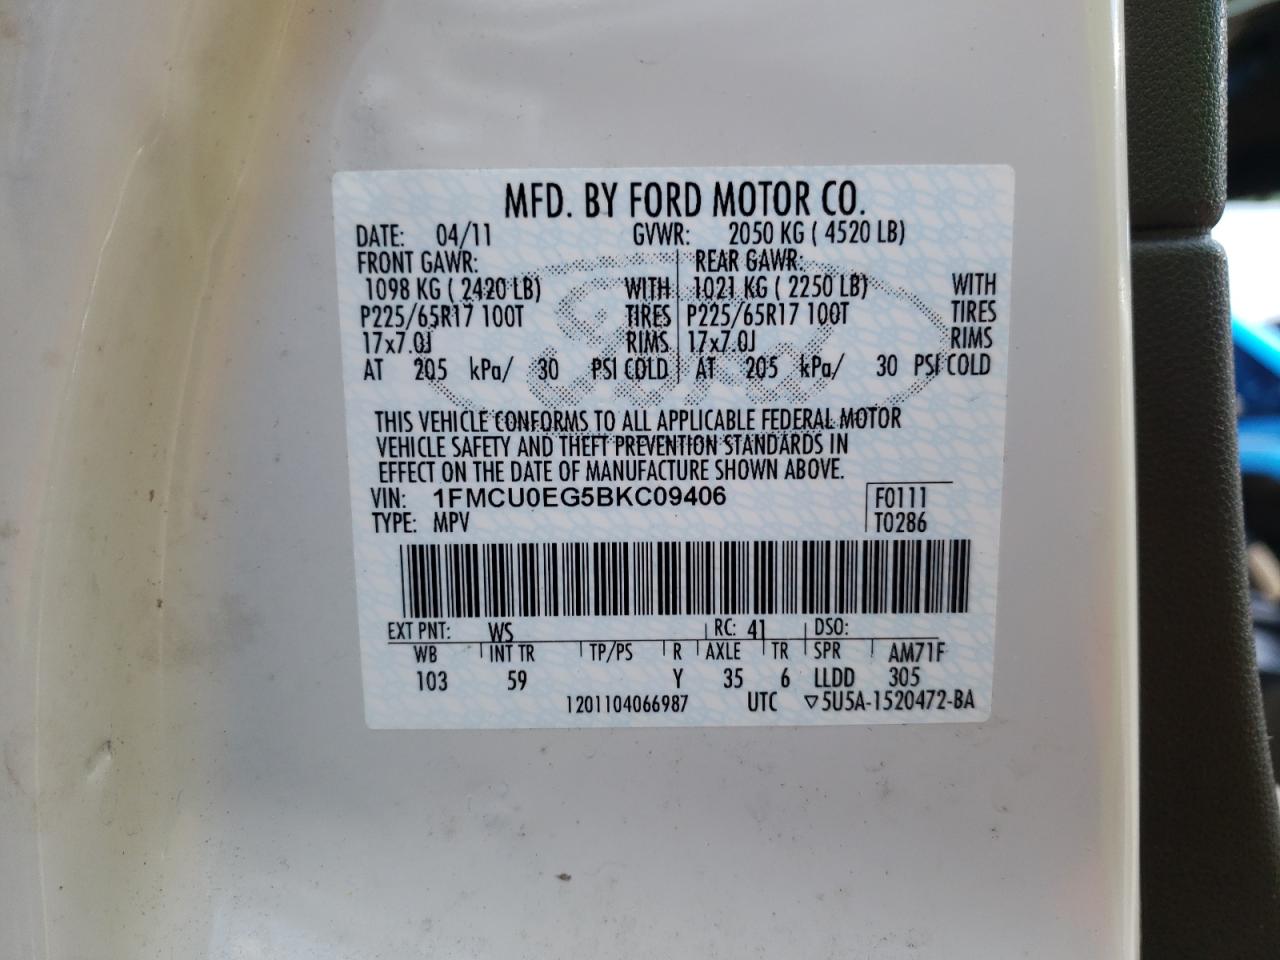 MFD. BY FORD MOTOR CO.
DATE: 04/11 GVWR: 2050 KG ( 4520 LB)
FRONT GAWR: REAR GAWR:
1098 KG ( 2420 LB) WITH 1021 KG ( 2250 LB) WITH
P225/65R17 100T TIRES P225/65R17 100T TIRES
17x7.0J RIMS 17x7.0J RIMS
AT 205 kPa/ 30 PSI COLD AT 205 kPa/ 30 PSI COLD
THIS VEHICLE CONFORMS TO ALL APPLICABLE FEDERAL MOTOR
VEHICLE SAFETY AND THEFT PREVENTION STANDARDS IN
EFFECT ON THE DATE OF MANUFACTURE SHOWN ABOVE.
VIN: 1FMCU0EG5BKC09406 F0111
TYPE: MPV T0286
EXT PNT: WS RC: 41 DSO:
WB INT TR TP/PS R AXLE TR SPR AM71F
103 59 Y 35 6 LLDD 305
1201104066987 UTC ▽5U5A-1520472-BA